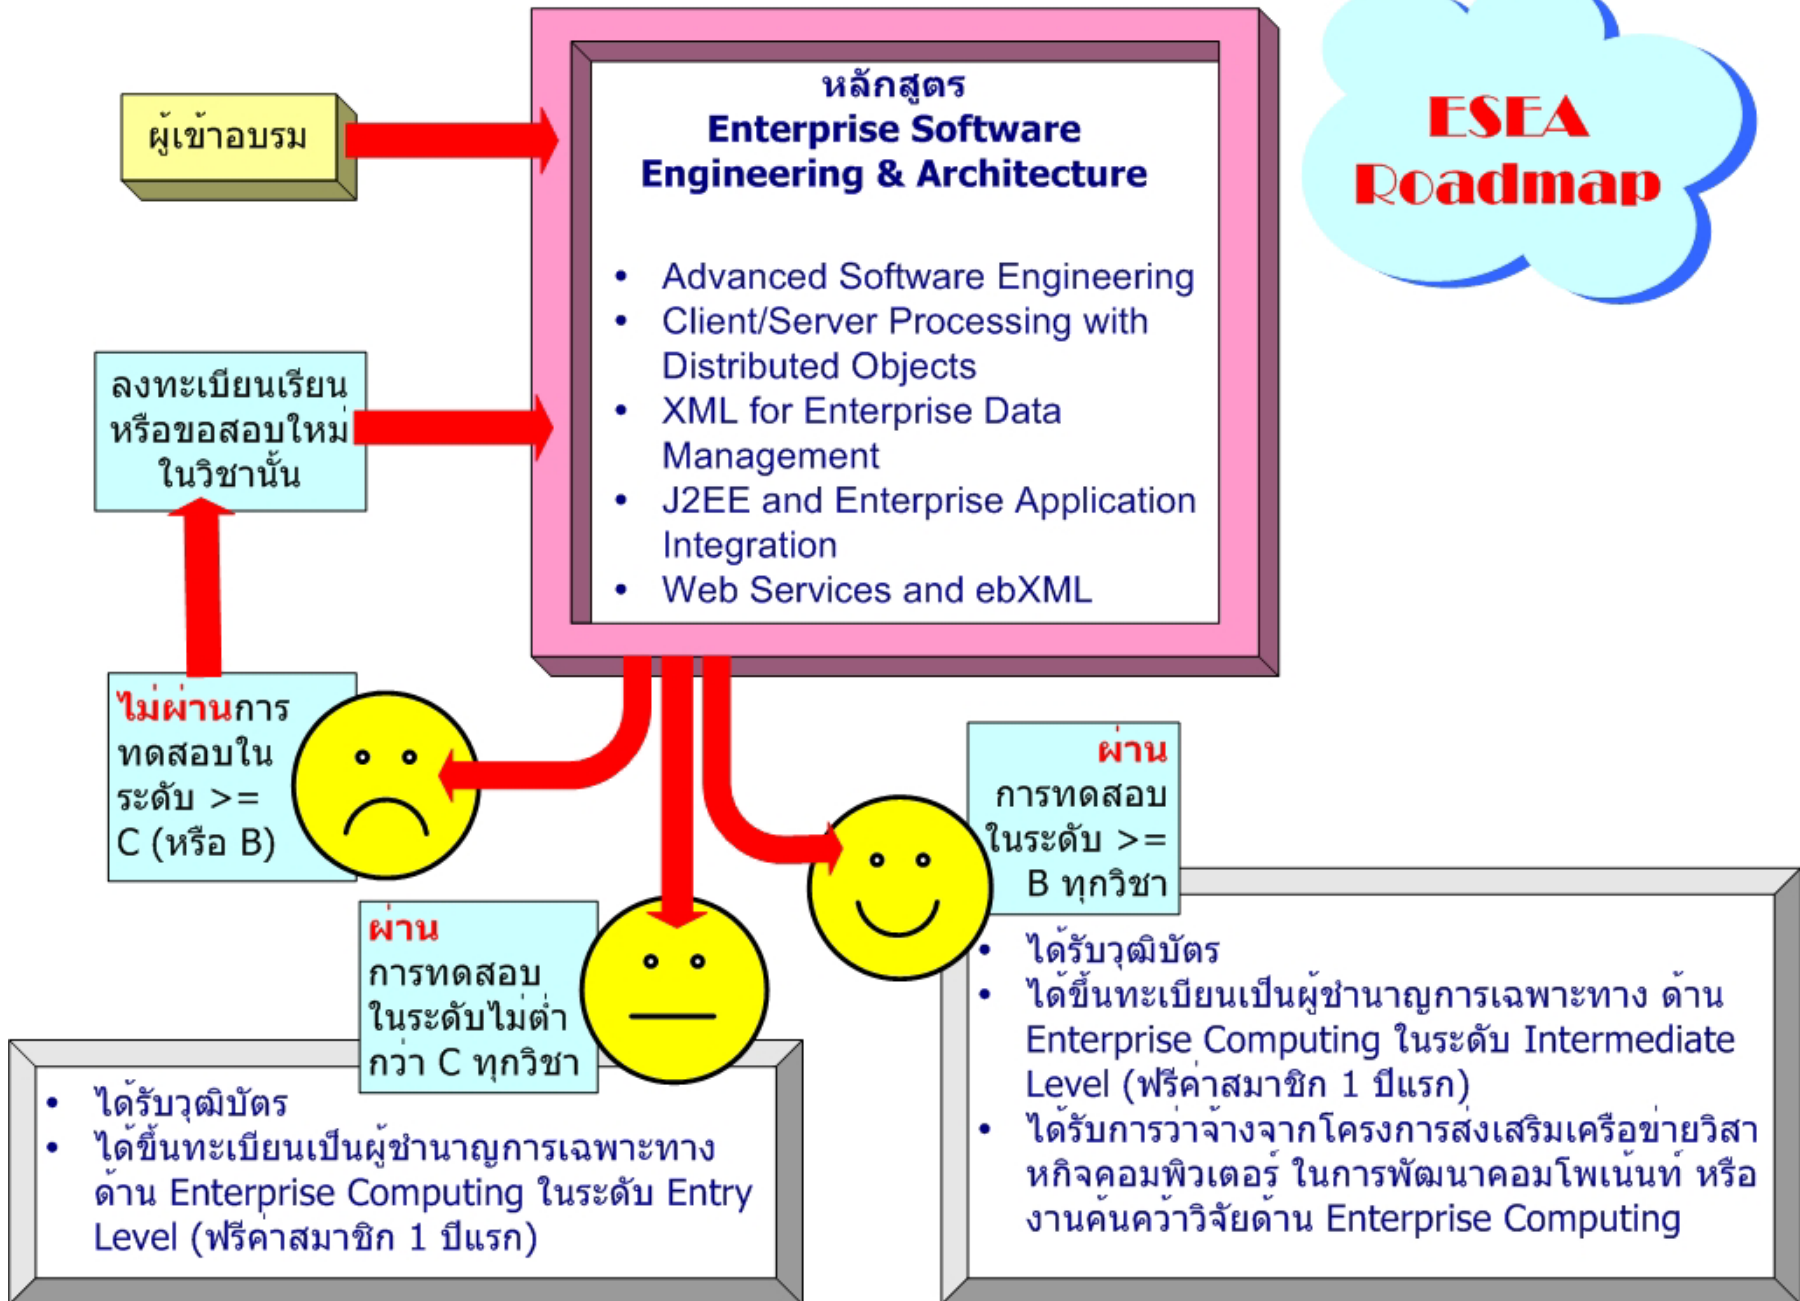 ESEA
Roadmap
ผู้เข้าอบรม
หลักสูตร
Enterprise Software
Engineering & Architecture
• Advanced Software Engineering
• Client/Server Processing with
Distributed Objects
• XML for Enterprise Data
Management
• J2EE and Enterprise Application
Integration
• Web Services and ebXML
ลงทะเบียนเรียน
หรือขอสอบใหม่
ในวิชานั้น
ไม่ผ่านการ
ทดสอบใน
ระดับ >=
C (หรือ B)
ผ่าน
การทดสอบ
ในระดับไม่ต่ำ
กว่า C ทุกวิชา
• ได้รับวุฒิบัตร
• ได้ขึ้นทะเบียนเป็นผู้ชำนาญการเฉพาะทาง
ด้าน Enterprise Computing ในระดับ Entry
Level (ฟรีค่าสมาชิก 1 ปีแรก)
ผ่าน
การทดสอบ
ในระดับ >=
B ทุกวิชา
• ได้รับวุฒิบัตร
• ได้ขึ้นทะเบียนเป็นผู้ชำนาญการเฉพาะทาง ด้าน
Enterprise Computing ในระดับ Intermediate
Level (ฟรีค่าสมาชิก 1 ปีแรก)
• ได้รับการว่าจ้างจากโครงการส่งเสริมเครือข่ายวิสา
หกิจคอมพิวเตอร์ ในการพัฒนาคอมโพเน้นท์ หรือ
งานค้นคว้าวิจัยด้าน Enterprise Computing